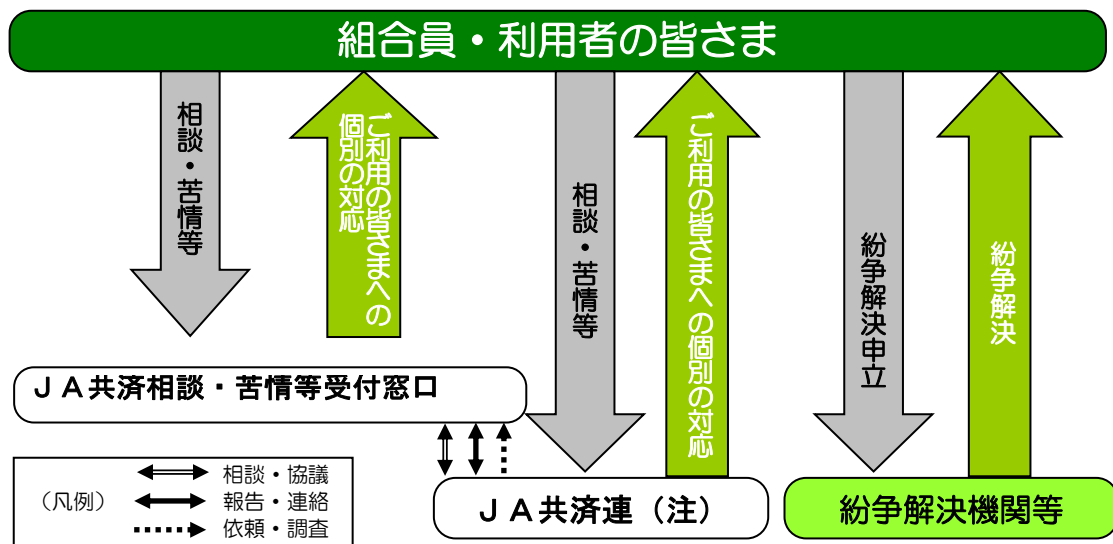 組合員・利用者の皆さま
相談・苦情等
ご利用の皆さまへの
個別の対応
相談・苦情等
ご利用の皆さまへの個別の対応
紛争解決申立
紛争解決
ＪＡ共済相談・苦情等受付窓口
（凡例）
相談・協議
報告・連絡
依頼・調査
ＪＡ共済連（注）
紛争解決機関等